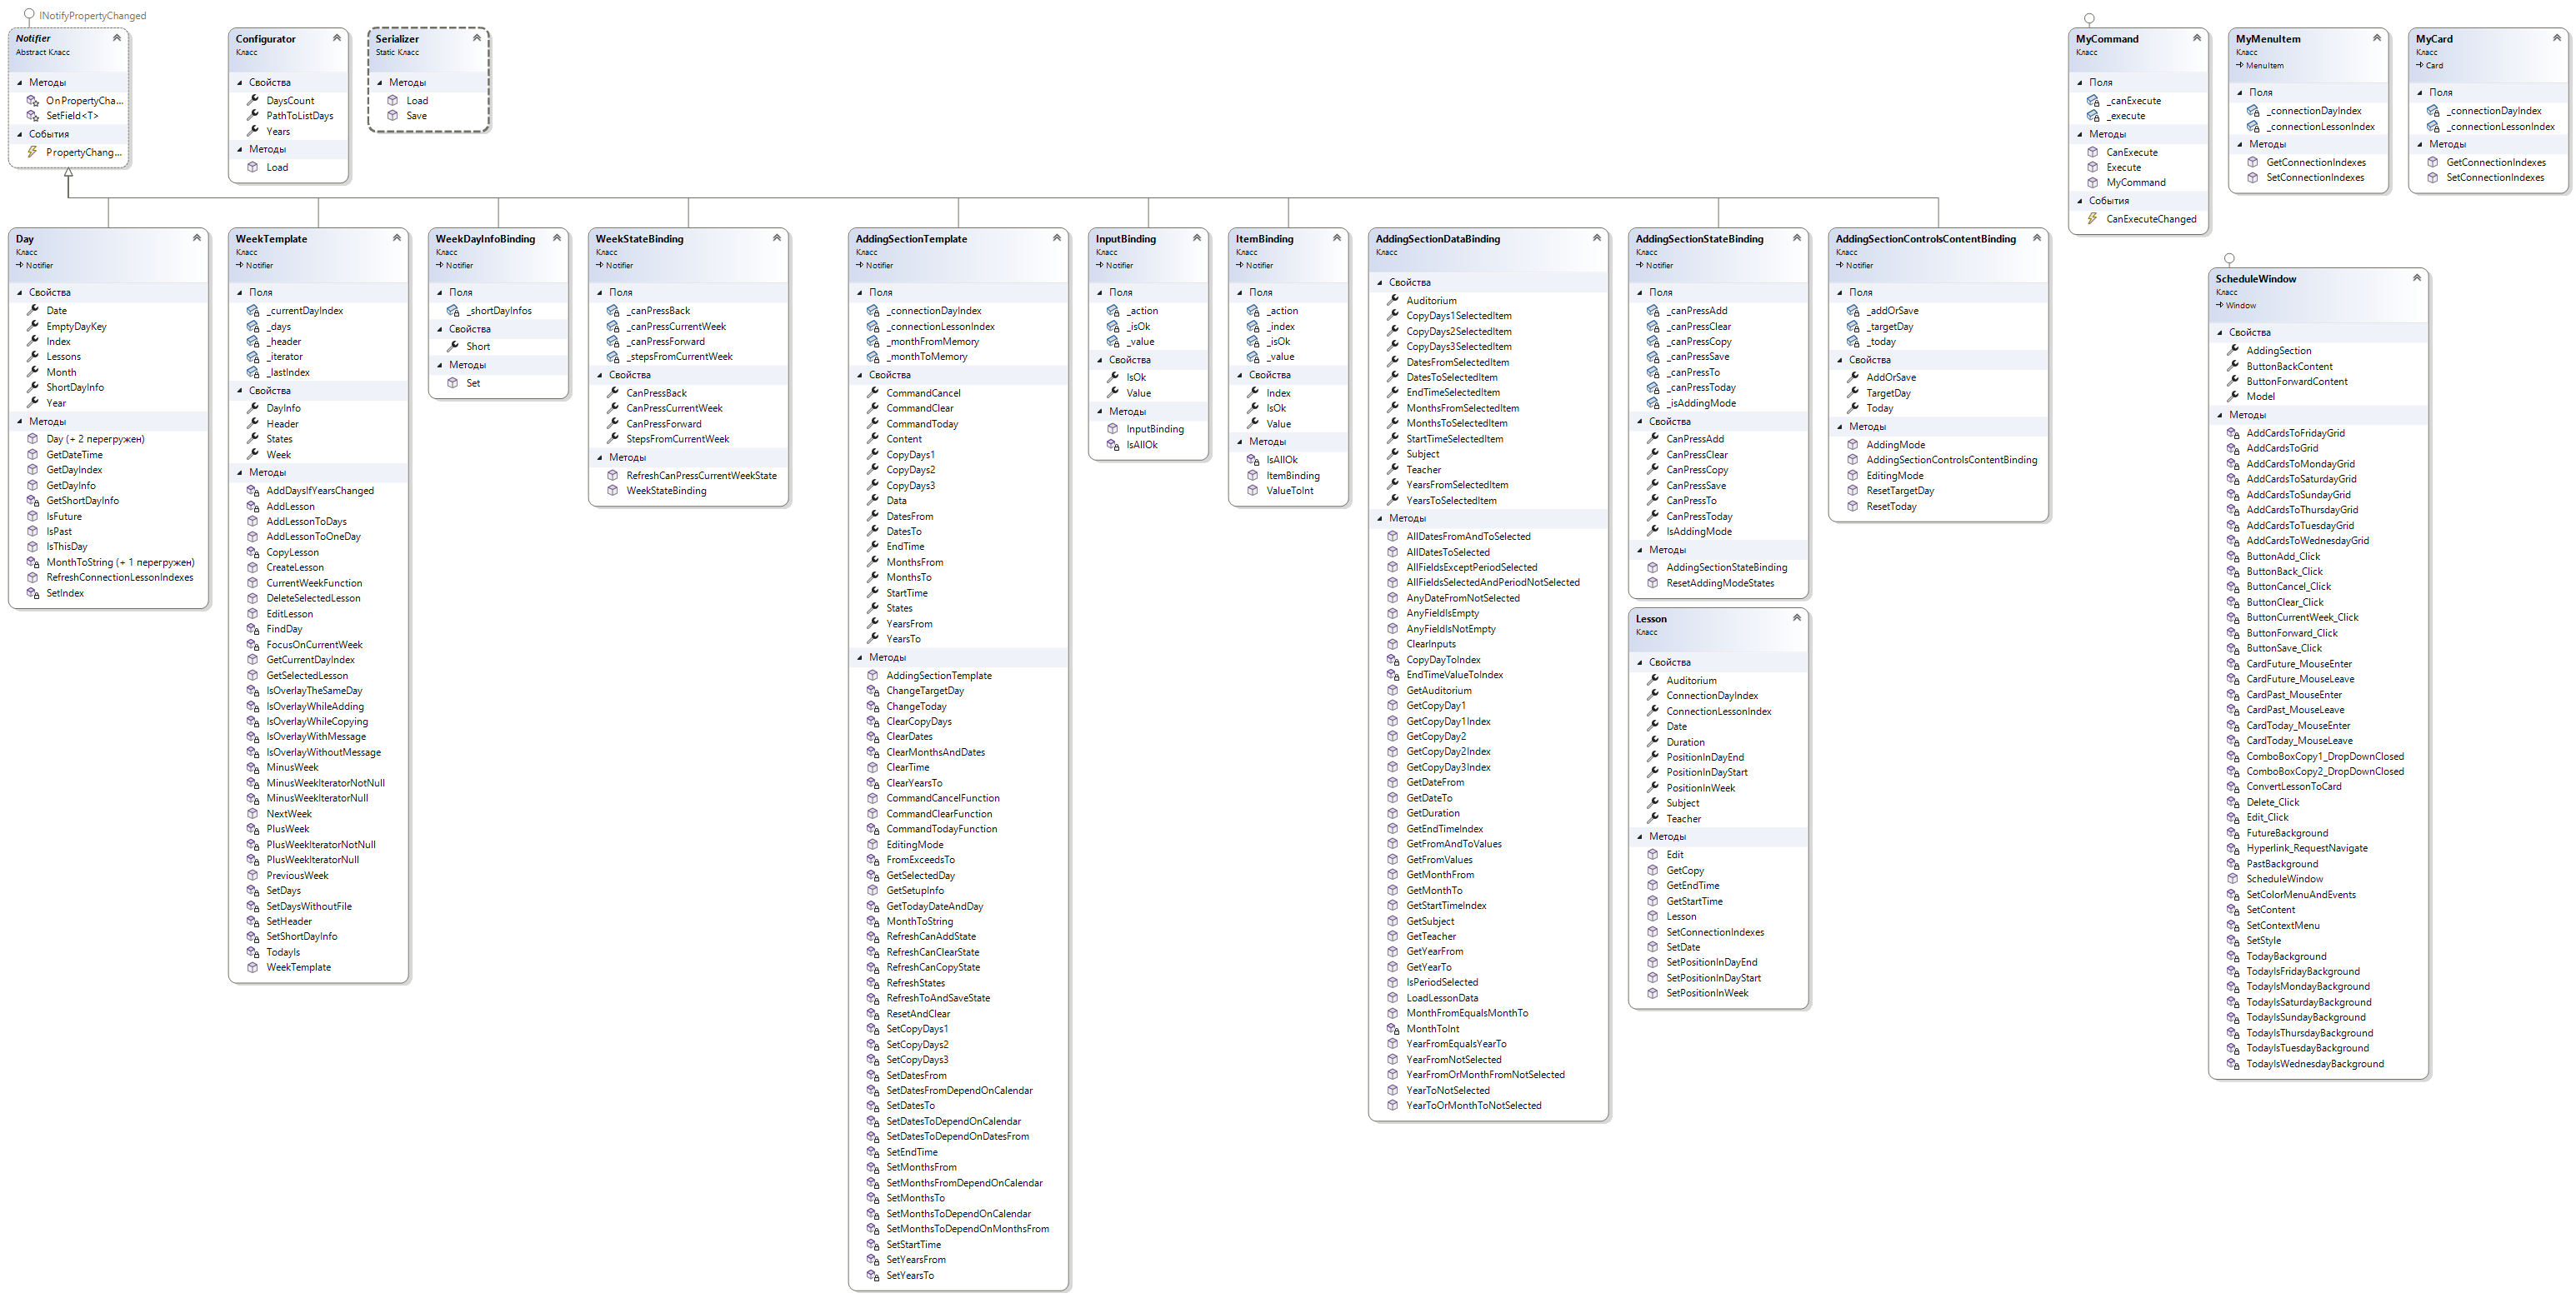 INotifyPropertyChanged
Notifier
Abstract Класс
Методы
OnPropertyCha...
SetField<T>
События
PropertyChang...
Configurator
Класс
Свойства
DaysCount
PathToListDays
Years
Методы
Load
Serializer
Static Класс
Методы
Load
Save
MyCommand
Класс
Поля
_canExecute
_execute
Методы
CanExecute
Execute
MyCommand
События
CanExecuteChanged
MyMenuItem
Класс
MenuItem
Поля
_connectionDayIndex
_connectionLessonIndex
Методы
GetConnectionIndexes
SetConnectionIndexes
MyCard
Класс
Card
Поля
_connectionDayIndex
_connectionLessonIndex
Методы
GetConnectionIndexes
SetConnectionIndexes
Day
Класс
Notifier
Свойства
Date
EmptyDayKey
Index
Lessons
Month
ShortDayInfo
Year
Методы
Day (+ 2 перегружен)
GetDateTime
GetDayIndex
GetDayInfo
GetShortDayInfo
IsFuture
IsPast
IsThisDay
MonthToString (+ 1 перегружен)
RefreshConnectionLessonIndexes
SetIndex
WeekTemplate
Класс
Notifier
Поля
_currentDayIndex
_days
_header
_iterator
_lastIndex
Свойства
DayInfo
Header
States
Week
Методы
AddDaysIfYearsChanged
AddLesson
AddLessonToDays
AddLessonToOneDay
CopyLesson
CreateLesson
CurrentWeekFunction
DeleteSelectedLesson
EditLesson
FindDay
FocusOnCurrentWeek
GetCurrentDayIndex
GetSelectedLesson
IsOverlayTheSameDay
IsOverlayWhileAdding
IsOverlayWhileCopying
IsOverlayWithMessage
IsOverlayWithoutMessage
MinusWeek
MinusWeekIteratorNotNull
MinusWeekIteratorNull
NextWeek
PlusWeek
PlusWeekIteratorNotNull
PlusWeekIteratorNull
PreviousWeek
SetDays
SetDaysWithoutFile
SetHeader
SetShortDayInfo
TodayIs
WeekTemplate
WeekDayInfoBinding
Класс
Notifier
Поля
_shortDayInfos
Свойства
Short
Методы
Set
WeekStateBinding
Класс
Notifier
Поля
_canPressBack
_canPressCurrentWeek
_canPressForward
_stepsFromCurrentWeek
Свойства
CanPressBack
CanPressCurrentWeek
CanPressForward
StepsFromCurrentWeek
Методы
RefreshCanPressCurrentWeekState
WeekStateBinding
AddingSectionTemplate
Класс
Notifier
Поля
_connectionDayIndex
_connectionLessonIndex
_monthFromMemory
_monthToMemory
Свойства
CommandCancel
CommandClear
CommandToday
Content
CopyDays1
CopyDays2
CopyDays3
Data
DatesFrom
DatesTo
EndTime
MonthsFrom
MonthsTo
StartTime
States
YearsFrom
YearsTo
Методы
AddingSectionTemplate
ChangeTargetDay
ChangeToday
ClearCopyDays
ClearDates
ClearMonthsAndDates
ClearTime
ClearYearsTo
CommandCancelFunction
CommandClearFunction
CommandTodayFunction
EditingMode
FromExceedsTo
GetSelectedDay
GetSetupInfo
GetTodayDateAndDay
MonthToString
RefreshCanAddState
RefreshCanClearState
RefreshCanCopyState
RefreshStates
RefreshToAndSaveState
ResetAndClear
SetCopyDays1
SetCopyDays2
SetCopyDays3
SetDatesFrom
SetDatesFromDependOnCalendar
SetDatesTo
SetDatesToDependOnCalendar
SetDatesToDependOnDatesFrom
SetEndTime
SetMonthsFrom
SetMonthsFromDependOnCalendar
SetMonthsTo
SetMonthsToDependOnCalendar
SetMonthsToDependOnMonthsFrom
SetStartTime
SetYearsFrom
SetYearsTo
InputBinding
Класс
Notifier
Поля
_action
_isOk
_value
Свойства
IsOk
Value
Методы
InputBinding
IsAllOk
ItemBinding
Класс
Notifier
Поля
_action
_index
_isOk
_value
Свойства
Index
IsOk
Value
Методы
IsAllOk
ItemBinding
ValueToInt
AddingSectionDataBinding
Класс
Свойства
Auditorium
CopyDays1SelectedItem
CopyDays2SelectedItem
CopyDays3SelectedItem
DatesFromSelectedItem
DatesToSelectedItem
EndTimeSelectedItem
MonthsFromSelectedItem
MonthsToSelectedItem
StartTimeSelectedItem
Subject
Teacher
YearsFromSelectedItem
YearsToSelectedItem
Методы
AllDatesFromAndToSelected
AllDatesToSelected
AllFieldsExceptPeriodSelected
AllFieldsSelectedAndPeriodNotSelected
AnyDateFromNotSelected
AnyFieldIsEmpty
AnyFieldIsNotEmpty
ClearInputs
CopyDayToIndex
EndTimeValueToIndex
GetAuditorium
GetCopyDay1
GetCopyDay1Index
GetCopyDay2
GetCopyDay2Index
GetCopyDay3Index
GetDateFrom
GetDateTo
GetDuration
GetEndTimeIndex
GetFromAndToValues
GetFromValues
GetMonthFrom
GetMonthTo
GetStartTimeIndex
GetSubject
GetTeacher
GetYearFrom
GetYearTo
IsPeriodSelected
LoadLessonData
MonthFromEqualsMonthTo
MonthToInt
YearFromEqualsYearTo
YearFromNotSelected
YearFromOrMonthFromNotSelected
YearToNotSelected
YearToOrMonthToNotSelected
AddingSectionStateBinding
Класс
Notifier
Поля
_canPressAdd
_canPressClear
_canPressCopy
_canPressSave
_canPressTo
_canPressToday
_isAddingMode
Свойства
CanPressAdd
CanPressClear
CanPressCopy
CanPressSave
CanPressTo
CanPressToday
IsAddingMode
Методы
AddingSectionStateBinding
ResetAddingModeStates
Lesson
Класс
Свойства
Auditorium
ConnectionDayIndex
ConnectionLessonIndex
Date
Duration
PositionInDayEnd
PositionInDayStart
PositionInWeek
Subject
Teacher
Методы
Edit
GetCopy
GetEndTime
GetStartTime
Lesson
SetConnectionIndexes
SetDate
SetPositionInDayEnd
SetPositionInDayStart
SetPositionInWeek
AddingSectionControlsContentBinding
Класс
Notifier
Поля
_addOrSave
_targetDay
_today
Свойства
AddOrSave
TargetDay
Today
Методы
AddingMode
AddingSectionControlsContentBinding
EditingMode
ResetTargetDay
ResetToday
ScheduleWindow
Класс
Window
Свойства
AddingSection
ButtonBackContent
ButtonForwardContent
Model
Методы
AddCardsToFridayGrid
AddCardsToGrid
AddCardsToMondayGrid
AddCardsToSaturdayGrid
AddCardsToSundayGrid
AddCardsToThursdayGrid
AddCardsToTuesdayGrid
AddCardsToWednesdayGrid
ButtonAdd_Click
ButtonBack_Click
ButtonCancel_Click
ButtonClear_Click
ButtonCurrentWeek_Click
ButtonForward_Click
ButtonSave_Click
CardFuture_MouseEnter
CardFuture_MouseLeave
CardPast_MouseEnter
CardPast_MouseLeave
CardToday_MouseEnter
CardToday_MouseLeave
ComboBoxCopy1_DropDownClosed
ComboBoxCopy2_DropDownClosed
ConvertLessonToCard
Delete_Click
Edit_Click
FutureBackground
Hyperlink_RequestNavigate
PastBackground
ScheduleWindow
SetColorMenuAndEvents
SetContent
SetContextMenu
SetStyle
TodayBackground
TodayIsFridayBackground
TodayIsMondayBackground
TodayIsSaturdayBackground
TodayIsSundayBackground
TodayIsThursdayBackground
TodayIsTuesdayBackground
TodayIsWednesdayBackground